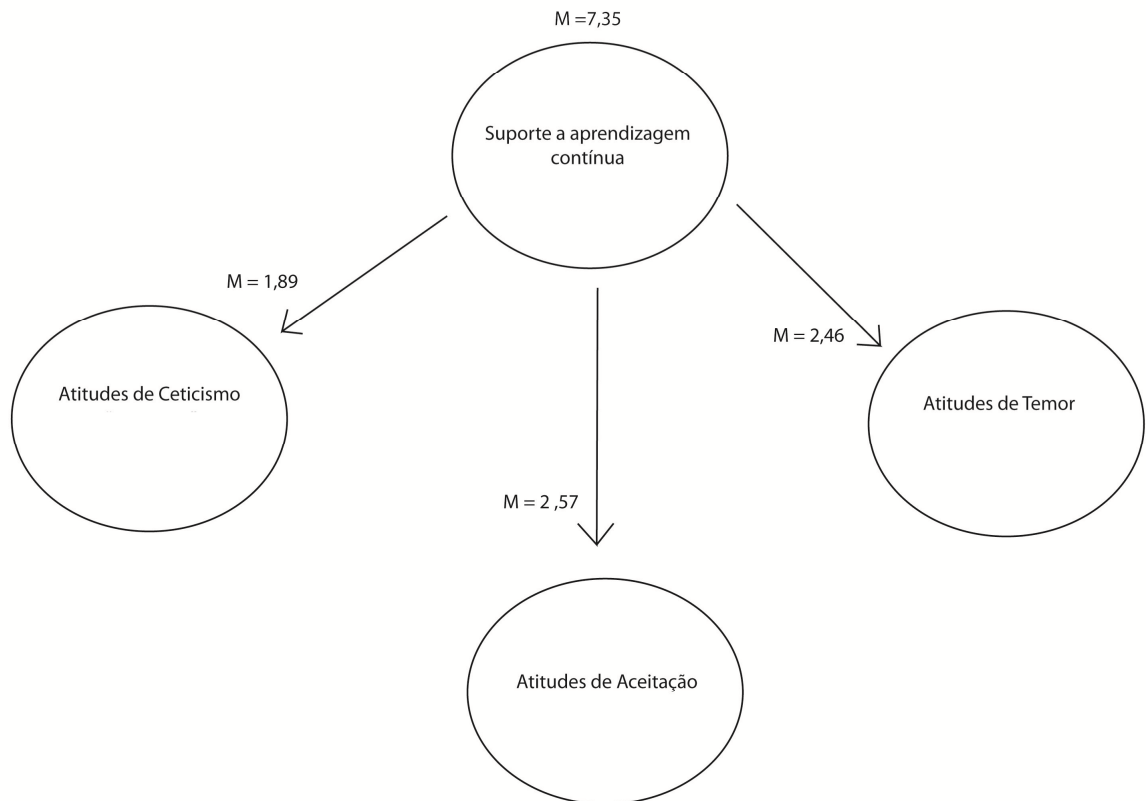 M =7,35
Suporte a aprendizagem
contínua
M = 1,89
M = 2,46
Atitudes de Ceticismo
Atitudes de Temor
M = 2 ,57
Atitudes de Aceitação